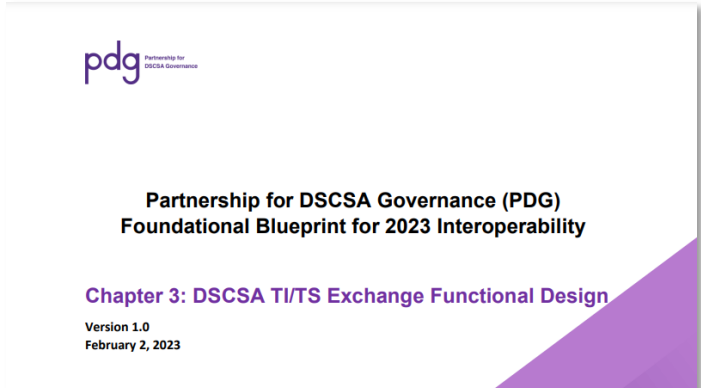 pdg
Partnership for
DSCSA Governance
Partnership for DSCSA Governance (PDG)
Foundational Blueprint for 2023 Interoperability
Chapter 3: DSCSA TI/TS Exchange Functional Design
Version 1.0
February 2, 2023